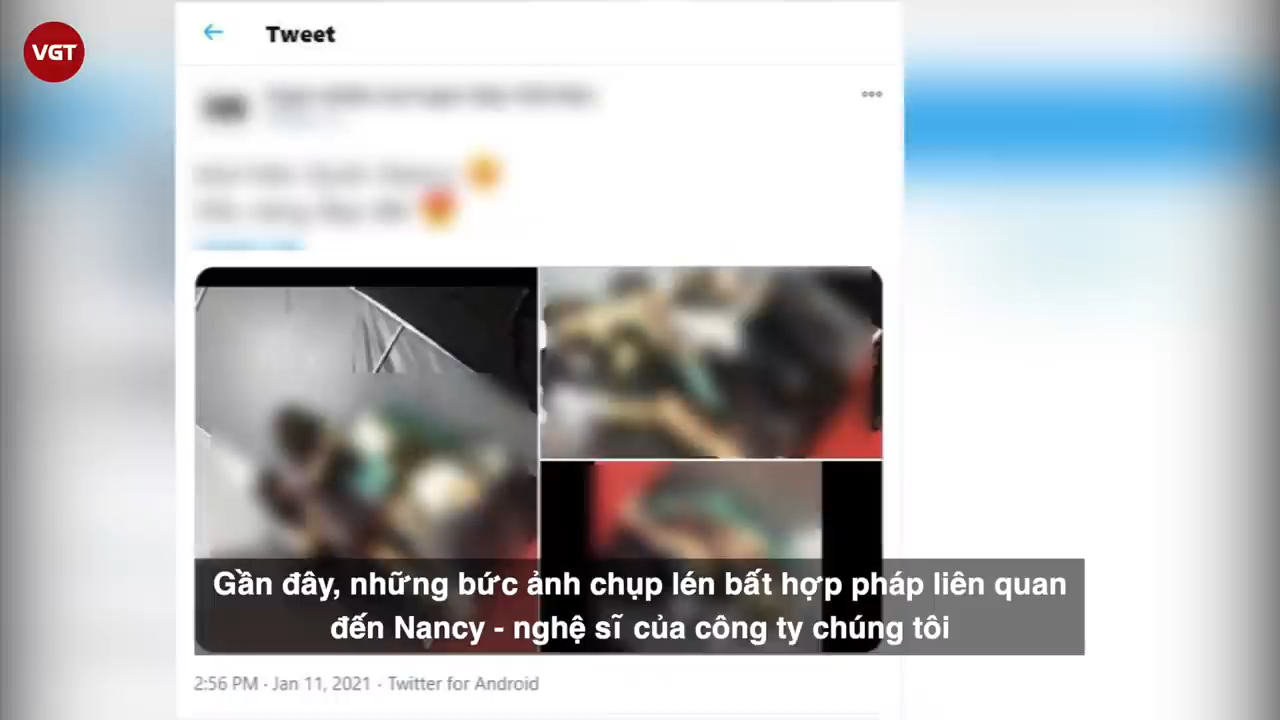 VGT
Tweet
Gần đây, những bức ảnh chụp lén bất hợp pháp liên quan
đến Nancy - nghệ sĩ của công ty chúng tôi
2:56 PM · Jan 11, 2021 · Twitter for Android